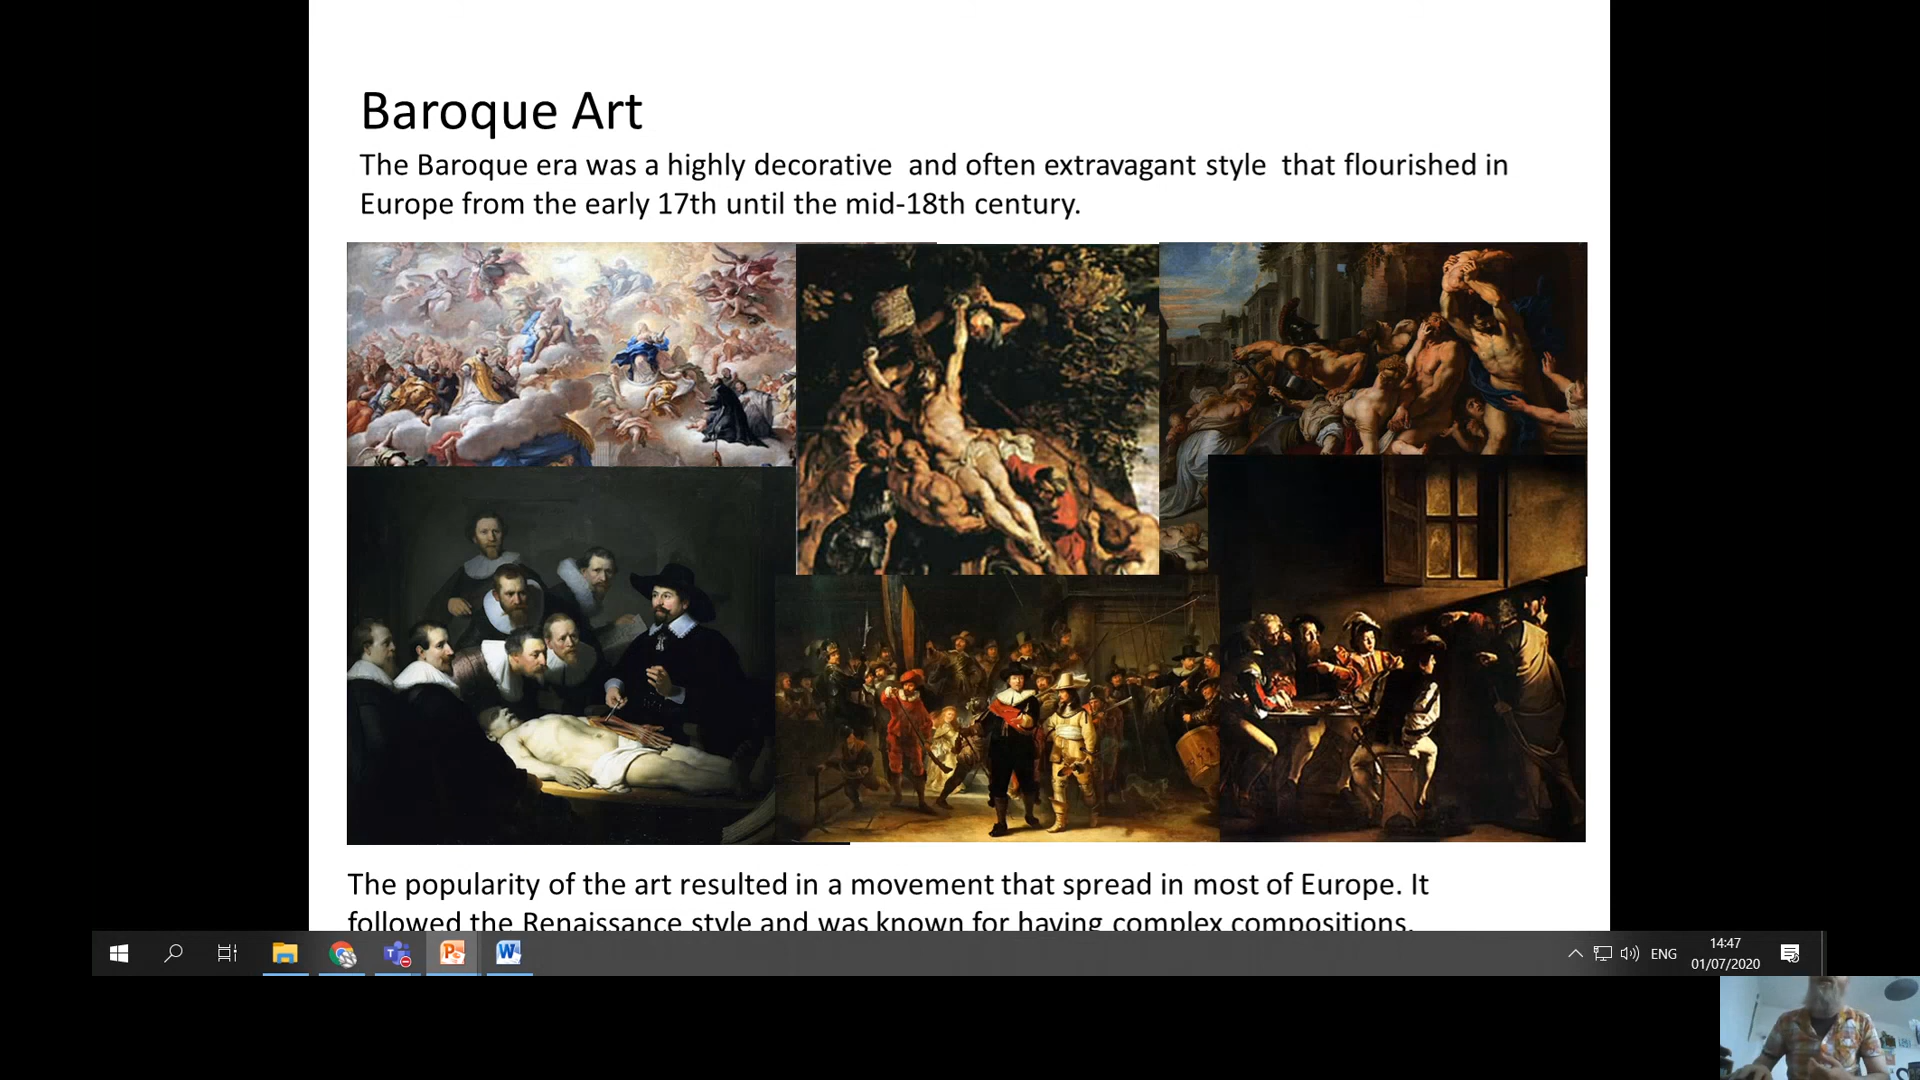 Baroque Art
The Baroque era was a highly decorative  and often extravagant style  that flourished in
Europe from the early 17th until the mid-18th century.
The popularity of the art resulted in a movement that spread in most of Europe. It
followed the Renaissance style and was known for having complex compositions.
ENG
14:47
01/07/2020